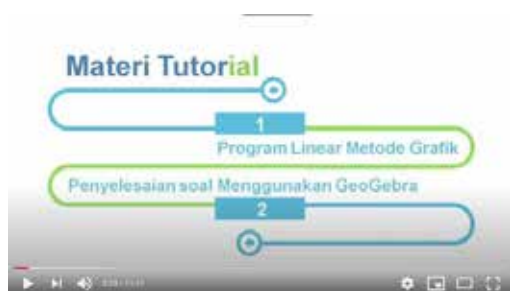 Materi Tutorial
1
Program Linear Metode Grafik
Penyelesaian soal Menggunakan GeoGebra
2